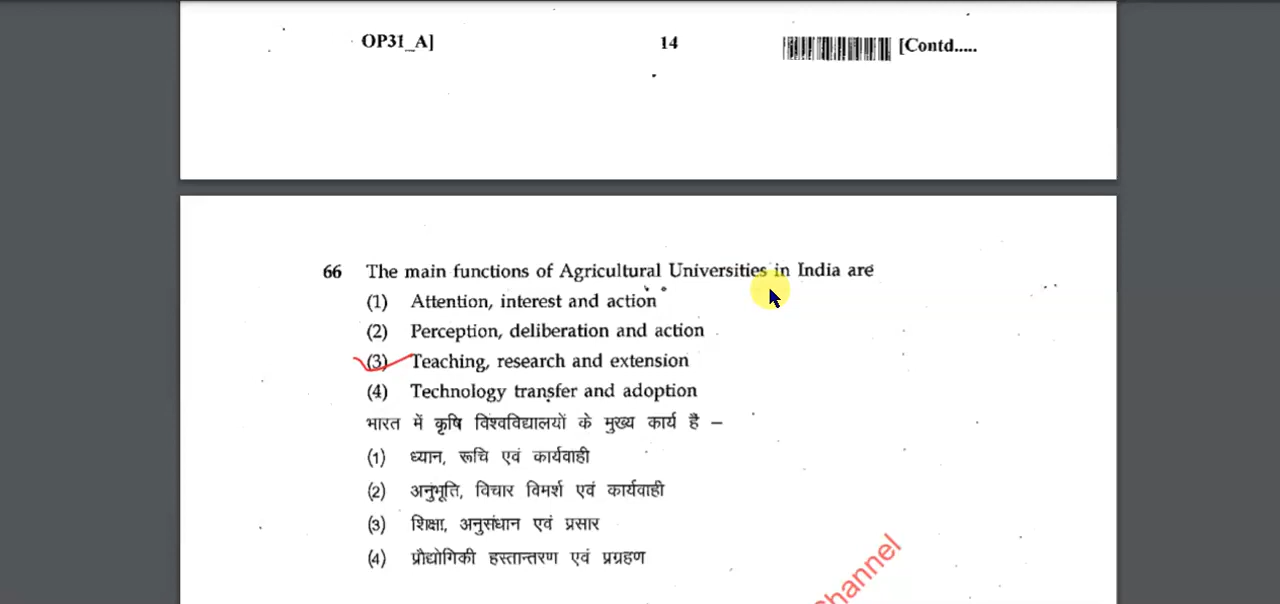 OP31_A] 14 [Contd.....
66 The main functions of Agricultural Universities in India are
(1) Attention, interest and action
(2) Perception, deliberation and action
(3) Teaching, research and extension
(4) Technology transfer and adoption
भारत में कृषि विश्वविद्यालयों के मुख्य कार्य है –
(1) ध्यान, रूचि एवं कार्यवाही
(2) अनुभूति, विचार विमर्श एवं कार्यवाही
(3) शिक्षा, अनुसंधान एवं प्रसार
(4) प्रौद्योगिकी हस्तान्तरण एवं प्रग्रहण
Channel